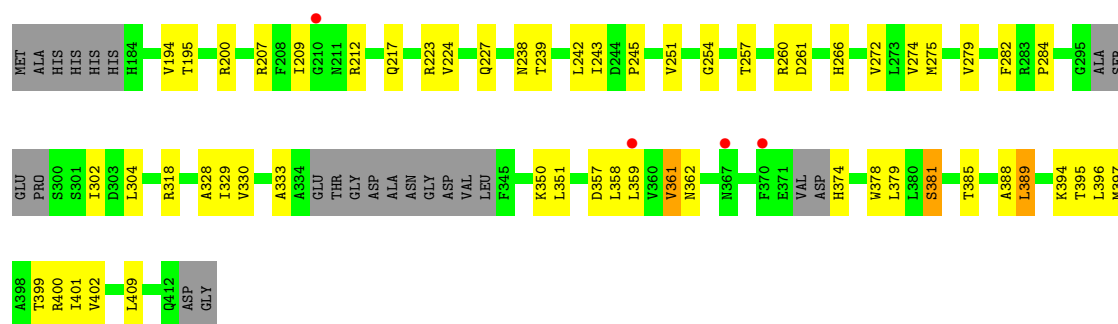 MET ALA HIS HIS HIS HIS H184 V194 T195 R200 R207 F208 I209 G210 N211 R212 Q217 R223 V224 Q227 N238 T239 L242 I243 D244 P245 V251 G254 T257 R260 D261 H266 V272 L273 V274 M275 V279 F282 R283 P284 G295 ALA SER
GLU PRO S300 S301 I302 D303 L304 R318 A328 I329 V330 A333 A334 GLU THR GLY ASP ALA ASN GLY ASP VAL LEU F345 K350 L351 D357 L358 L359 V360 V361 N362 N367 F370 E371 VAL ASP H374 W378 L379 L380 S381 T385 A388 L389 K394 T395 L396 M397
A398 T399 R400 I401 V402 L409 Q412 ASP GLY